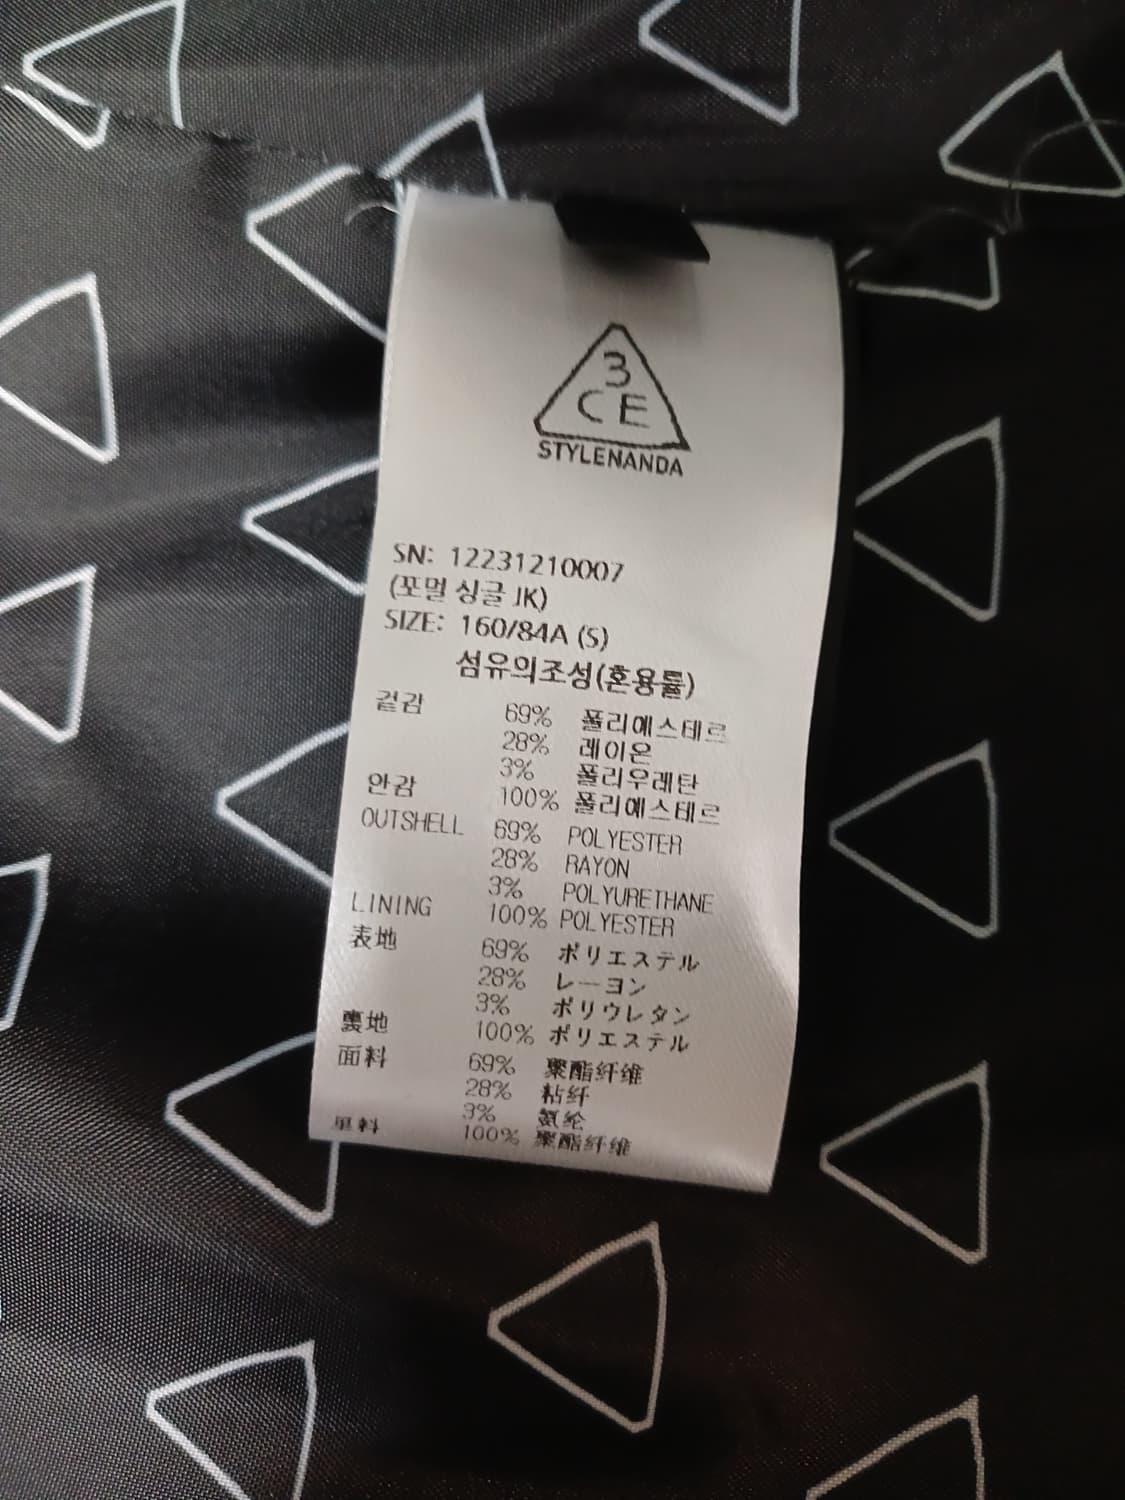 3
CE
STYLENANDA
SN: 12231210007
(포멀 싱글 JK)
SIZE: 160/84A (S)
섬유의조성(혼용률)
겉감 69% 폴리에스테르
28% 레이온
3% 폴리우레탄
안감 100% 폴리에스테르
OUTSHELL 69% POLYESTER
28% RAYON
3% POLYURETHANE
LINING 100% POLYESTER
表地 69% ポリエステル
28% レーヨン
3% ポリウレタン
裏地 100% ポリエステル
面料 69% 聚酯纤维
28% 粘纤
3% 氨纶
里料 100% 聚酯纤维